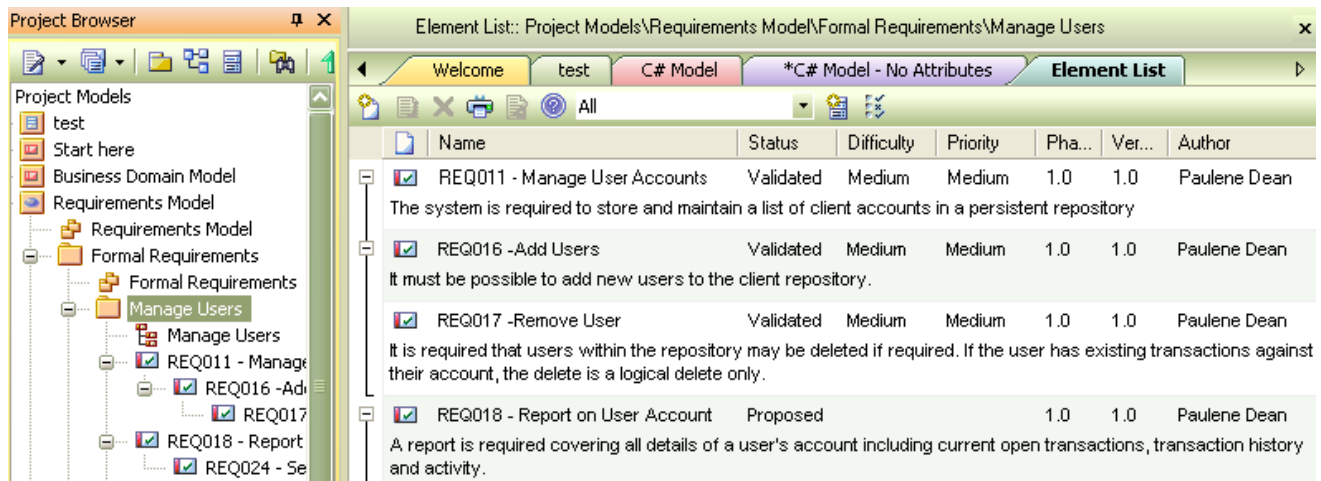 Project Browser
Project Models
test
Start here
Business Domain Model
Requirements Model
Requirements Model
Formal Requirements
Formal Requirements
Manage Users
Manage Users
REQ011 - Manage
REQ016 -Ad
REQ017
REQ018 - Report
REQ024 - Se
Element List:: Project Models\Requirements Model\Formal Requirements\Manage Users
Welcome test C# Model *C# Model - No Attributes Element List
All
Name Status Difficulty Priority Pha... Ver... Author
REQ011 - Manage User Accounts Validated Medium Medium 1.0 1.0 Paulene Dean
The system is required to store and maintain a list of client accounts in a persistent repository
REQ016 -Add Users Validated Medium Medium 1.0 1.0 Paulene Dean
It must be possible to add new users to the client repository.
REQ017 -Remove User Validated Medium Medium 1.0 1.0 Paulene Dean
It is required that users within the repository may be deleted if required. If the user has existing transactions against
their account, the delete is a logical delete only.
REQ018 - Report on User Account Proposed 1.0 1.0 Paulene Dean
A report is required covering all details of a user's account including current open transactions, transaction history
and activity.